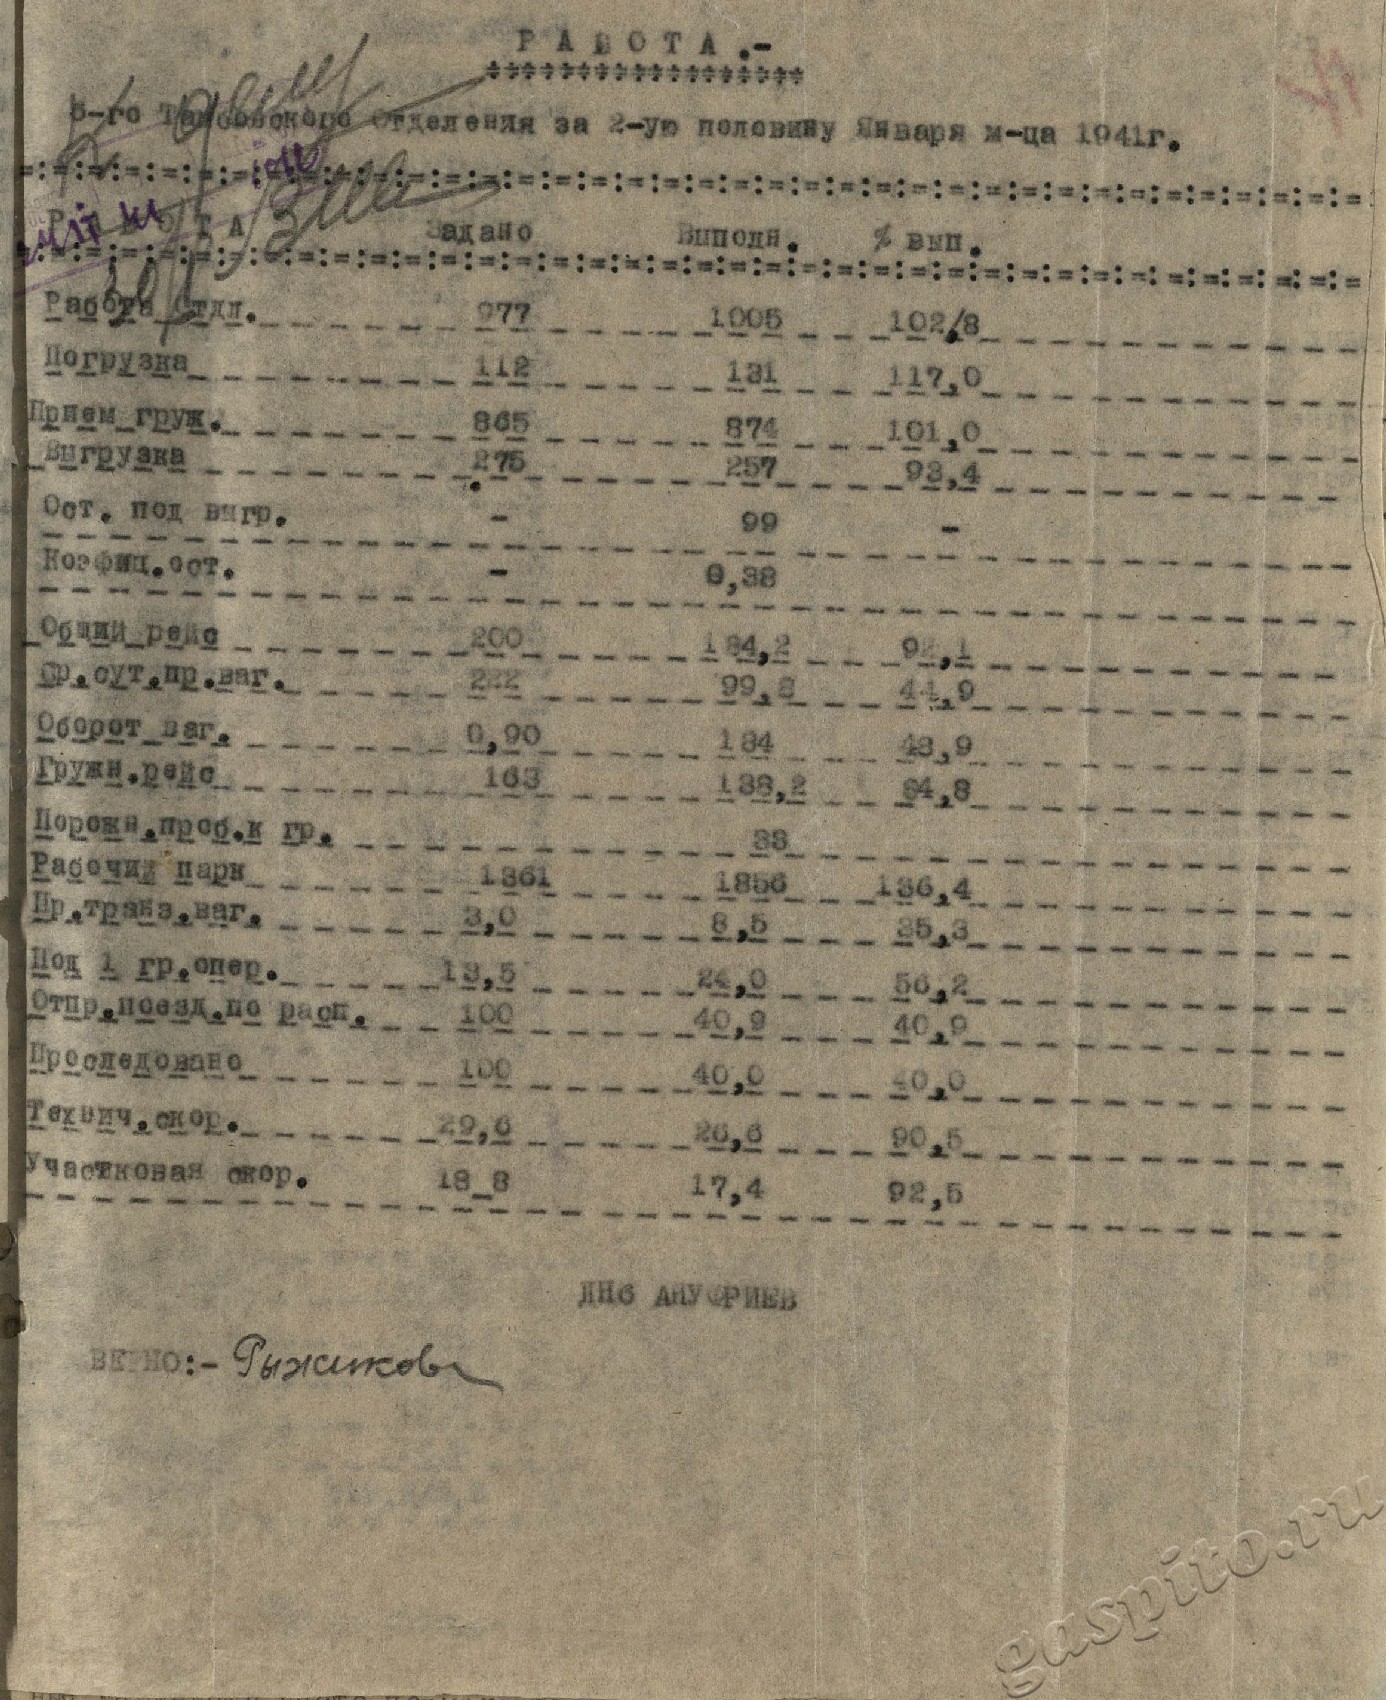 РАБОТА.-
5-го Тамбовского Отделения за 2-ую половину Января м-ца 1941г.
РАБОТА Задано Выполн. % вып.
Работа Отдл. 977 1005 102/8
Погрузка 112 131 117,0
Прием груж. 865 874 101,0
Выгрузка 275 257 93,4
Ост. под выгр. - 99 -
Коэфиц.ост. - 0,38
Общий рейс 200 184,2 92,1
Ср.сут.пр.ваг. 222 99,8 44,9
Оборот ваг. 0,90 184 48,9
Гружн.рейс 163 138,2 84,8
Порожн.проб.к гр. 33
Рабочий парк 1361 1856 136,4
Пр.транз.ваг. 3,0 8,5 35,3
Под 1 гр.опер. 13,5 24,0 56,2
Отпр.поезд.по расп. 100 40,9 40,9
Проследовано 100 40,0 40,0
Технич.скор. 29,6 26,6 90,5
Участковая скор. 18_8 17,4 92,5
ДН6 АНУФРИЕВ
ВЕРНО:- Рыжикова
gaspito.ru